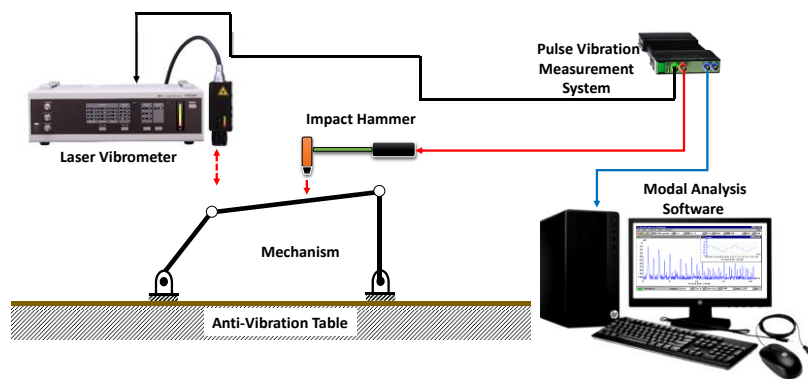 Pulse Vibration
Measurement
System
Impact Hammer
Laser Vibrometer
Modal Analysis
Software
Mechanism
Anti-Vibration Table